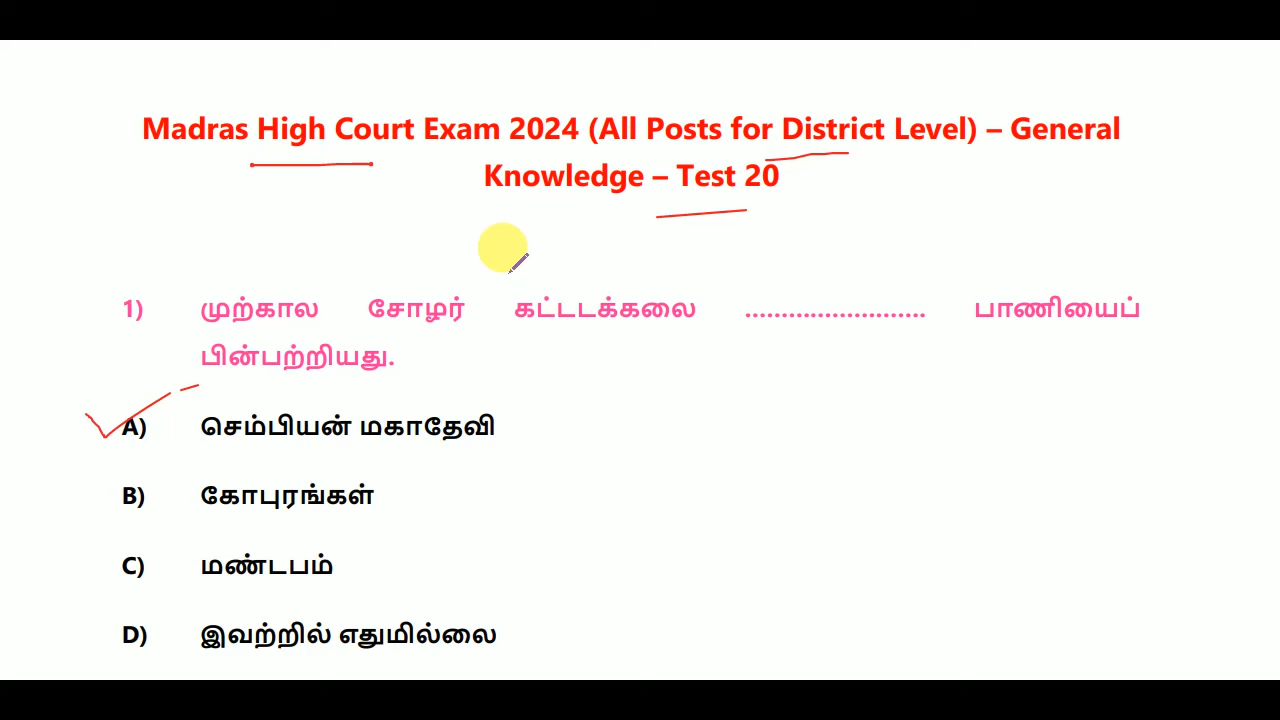 Madras High Court Exam 2024 (All Posts for District Level) – General
Knowledge – Test 20
1) முற்கால சோழர் கட்டடக்கலை ......................... பாணியைப்
பின்பற்றியது.
A) செம்பியன் மகாதேவி
B) கோபுரங்கள்
C) மண்டபம்
D) இவற்றில் எதுமில்லை